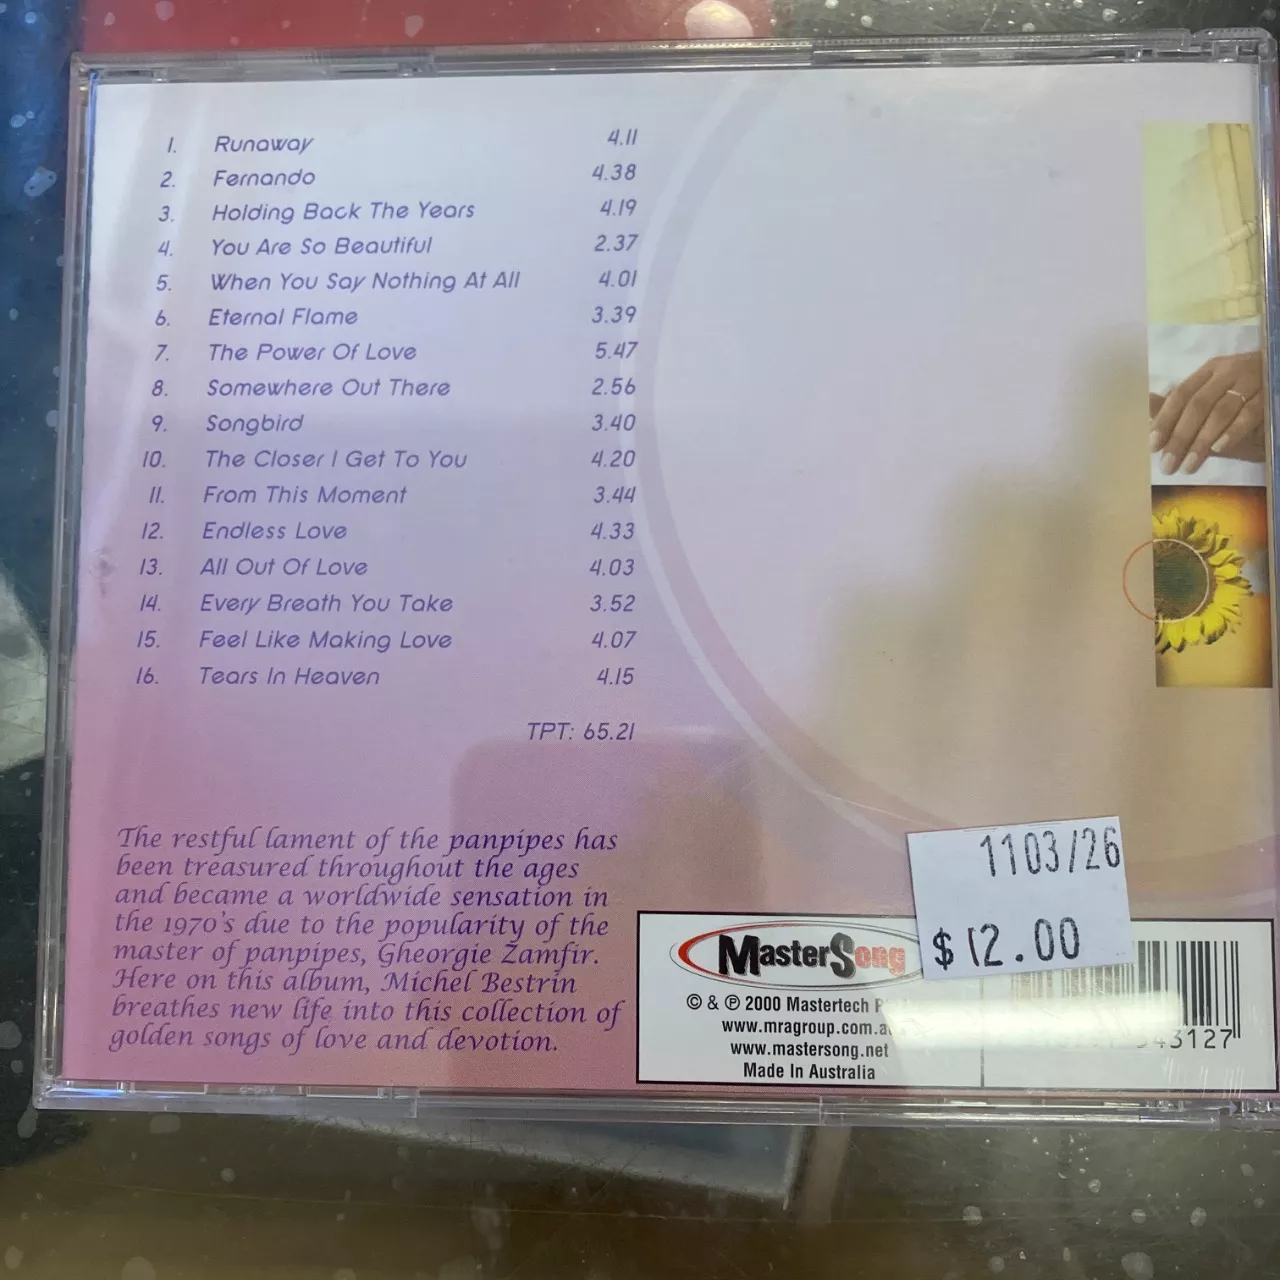 1. Runaway 4.11
2. Fernando 4.38
3. Holding Back The Years 4.19
4. You Are So Beautiful 2.37
5. When You Say Nothing At All 4.01
6. Eternal Flame 3.39
7. The Power Of Love 5.47
8. Somewhere Out There 2.56
9. Songbird 3.40
10. The Closer I Get To You 4.20
11. From This Moment 3.44
12. Endless Love 4.33
13. All Out Of Love 4.03
14. Every Breath You Take 3.52
15. Feel Like Making Love 4.07
16. Tears In Heaven 4.15
TPT: 65.21
The restful lament of the panpipes has
been treasured throughout the ages
and became a worldwide sensation in
the 1970's due to the popularity of the
master of panpipes, Gheorgie Zamfir.
Here on this album, Michel Bestrin
breathes new life into this collection of
golden songs of love and devotion.
1103/26
$12.00
MasterSong
© & ℗ 2000 Mastertech
www.mragroup.com.a
www.mastersong.net
Made In Australia
43127